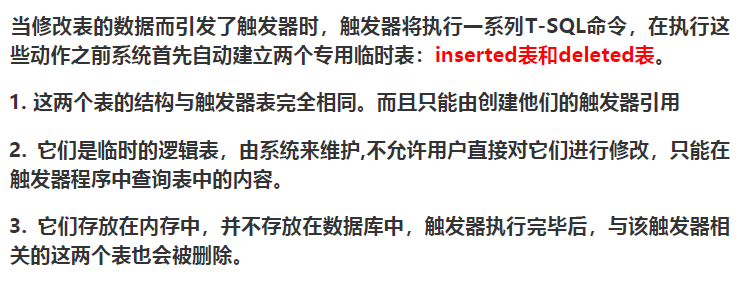 当修改表的数据而引发了触发器时，触发器将执行一系列T-SQL命令，在执行这
些动作之前系统首先自动建立两个专用临时表：inserted表和deleted表。
1. 这两个表的结构与触发器表完全相同。而且只能由创建他们的触发器引用
2. 它们是临时的逻辑表，由系统来维护,不允许用户直接对它们进行修改，只能在
触发器程序中查询表中的内容。
3. 它们存放在内存中，并不存放在数据库中，触发器执行完毕后，与该触发器相
关的这两个表也会被删除。